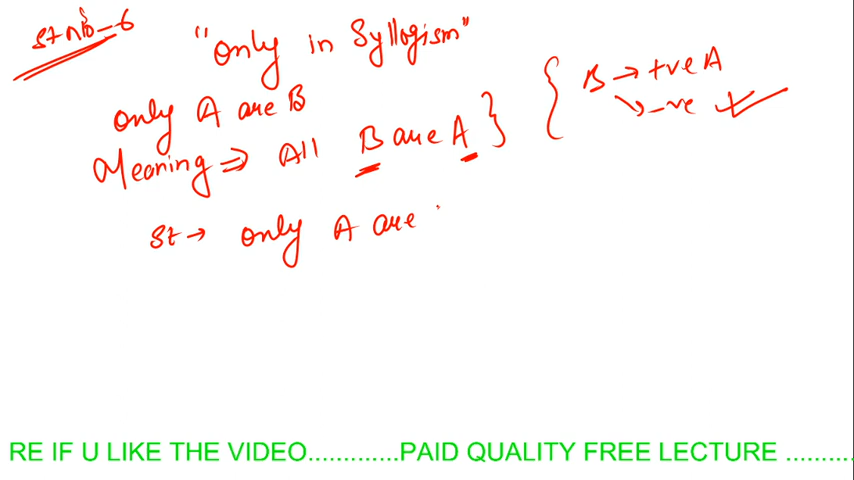 St no-6
"Only in Syllogism"
Only A are B
Meaning ⇒ All B are A } { B → +ve A
↘ -ve ×
St → only A are
RE IF U LIKE THE VIDEO.............PAID QUALITY FREE LECTURE ..........